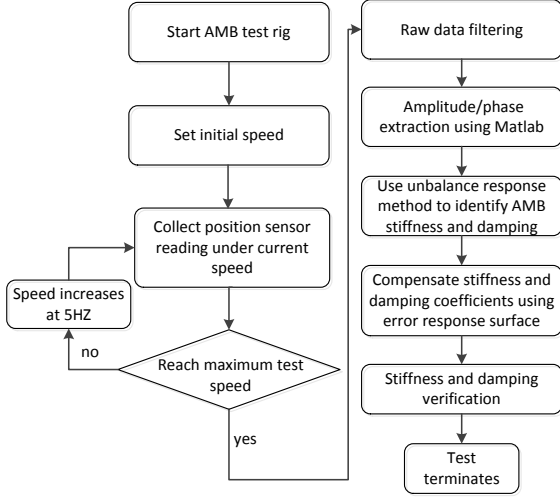 Start AMB test rig
Set initial speed
Collect position sensor
reading under current
speed
Speed increases
at 5HZ
no
Reach maximum test
speed
yes
Raw data filtering
Amplitude/phase
extraction using Matlab
Use unbalance response
method to identify AMB
stiffness and damping
Compensate stiffness and
damping coefficients using
error response surface
Stiffness and damping
verification
Test
terminates